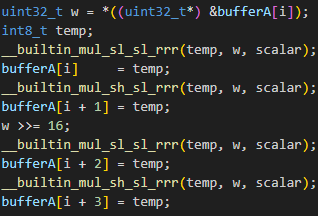 uint32_t w = *((uint32_t*) &bufferA[i]);
int8_t temp;
__builtin_mul_sl_sl_rrr(temp, w, scalar);
bufferA[i]     = temp;
__builtin_mul_sh_sl_rrr(temp, w, scalar);
bufferA[i + 1] = temp;
w >>= 16;
__builtin_mul_sl_sl_rrr(temp, w, scalar);
bufferA[i + 2] = temp;
__builtin_mul_sh_sl_rrr(temp, w, scalar);
bufferA[i + 3] = temp;